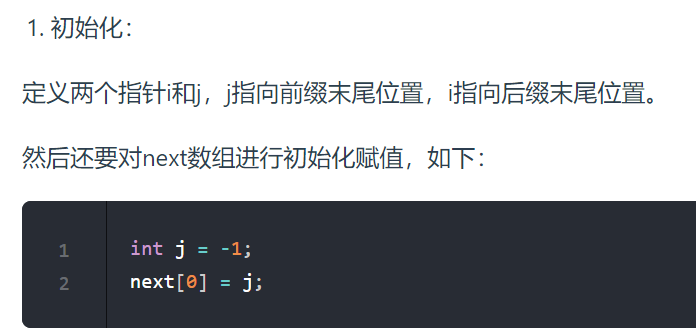 1. 初始化：
定义两个指针i和j，j指向前缀末尾位置，i指向后缀末尾位置。
然后还要对next数组进行初始化赋值，如下：
1 int j = -1;
2 next[0] = j;